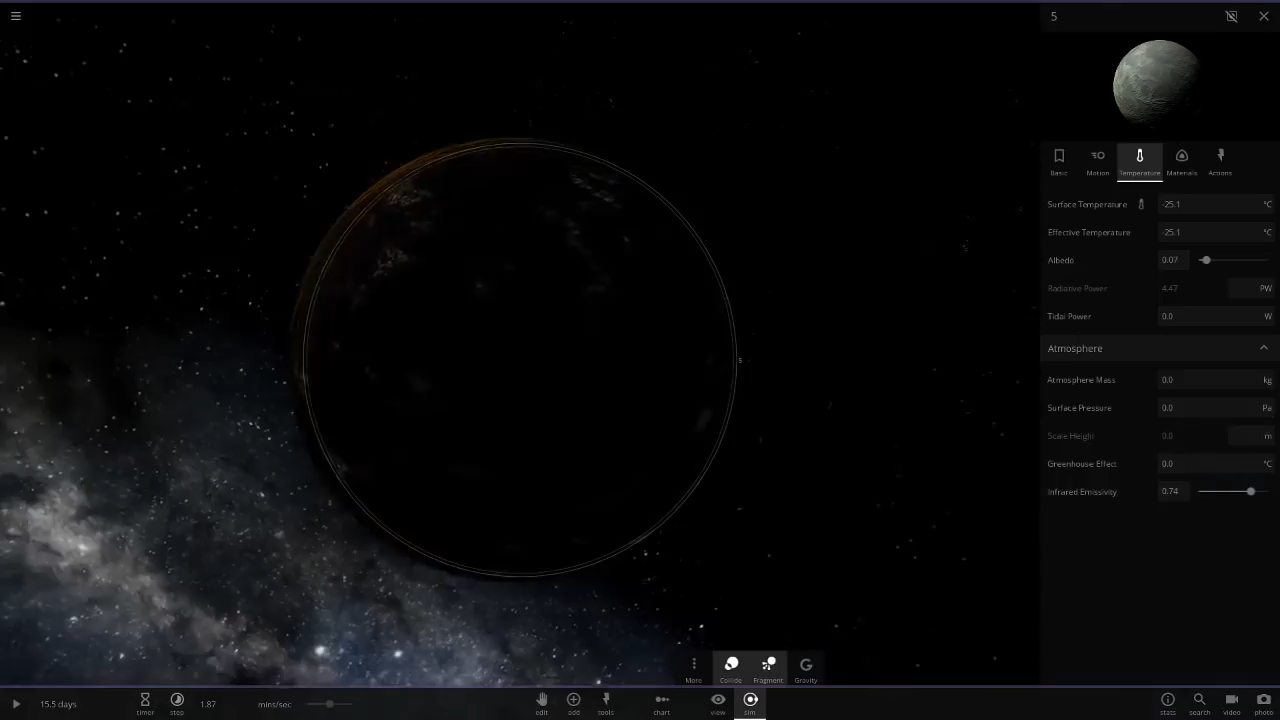 5
Basic
Motion
Temperature
Materials
Actions
Surface Temperature -25.1 °C
Effective Temperature -25.1 °C
Albedo 0.07
Radiative Power 4.47 PW
Tidal Power 0.0 W
Atmosphere
Atmosphere Mass 0.0 kg
Surface Pressure 0.0 Pa
Scale Height 0.0 m
Greenhouse Effect 0.0 °C
Infrared Emissivity 0.74
5
More
Collide
Fragment
Gravity
15.5 days
timer
step
1.87 mins/sec
edit
add
tools
chart
view
sim
stats
search
video
photo